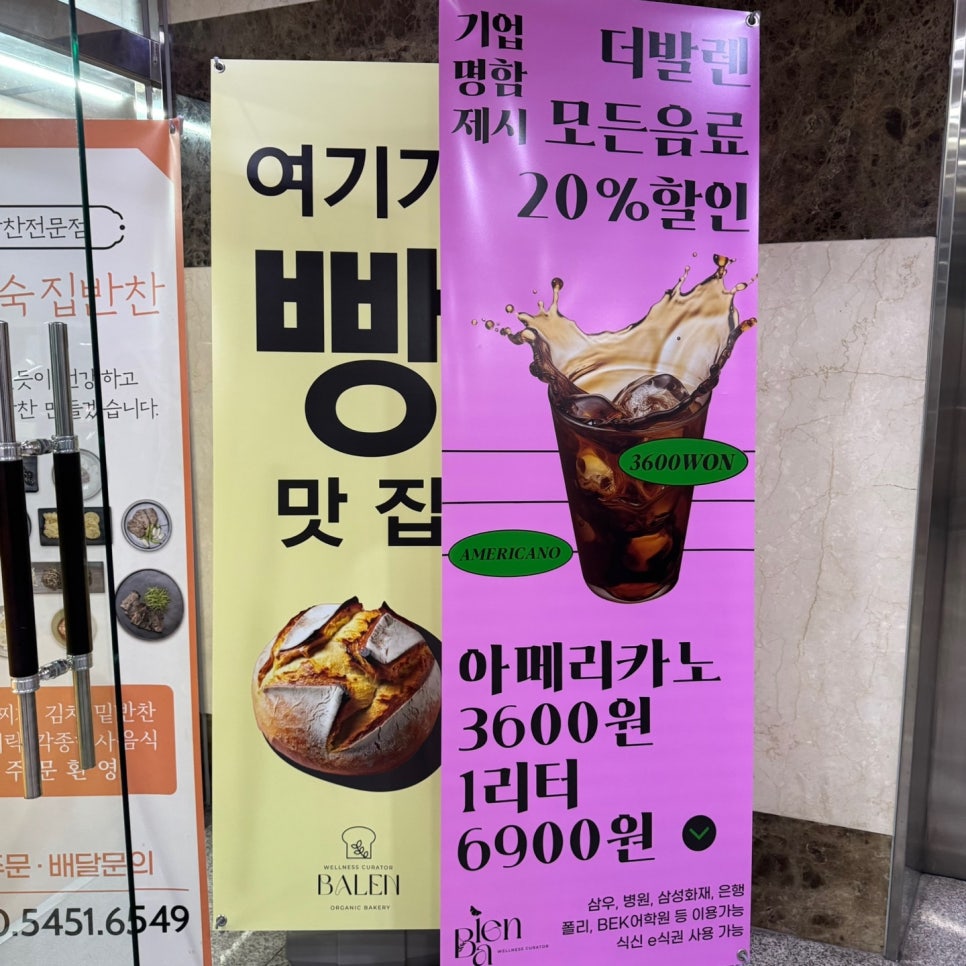 찬전문점
숙집반찬
듯이 건강하고
찬 만들겠습니다.
김치 밑반찬
각종 사음식
주문 환영
문·배달문의
0.5451.6549
여기가
빵
맛집
WELLNESS CURATOR
BALEN
ORGANIC BAKERY
기업
명함
제시
더발렌
모든음료
20%할인
3600WON
AMERICANO
아메리카노
3600원
1리터
6900원
삼우, 병원, 삼성화재, 은행
폴리, BEK어학원 등 이용가능
식신 e식권 사용 가능
WELLNESS CURATOR